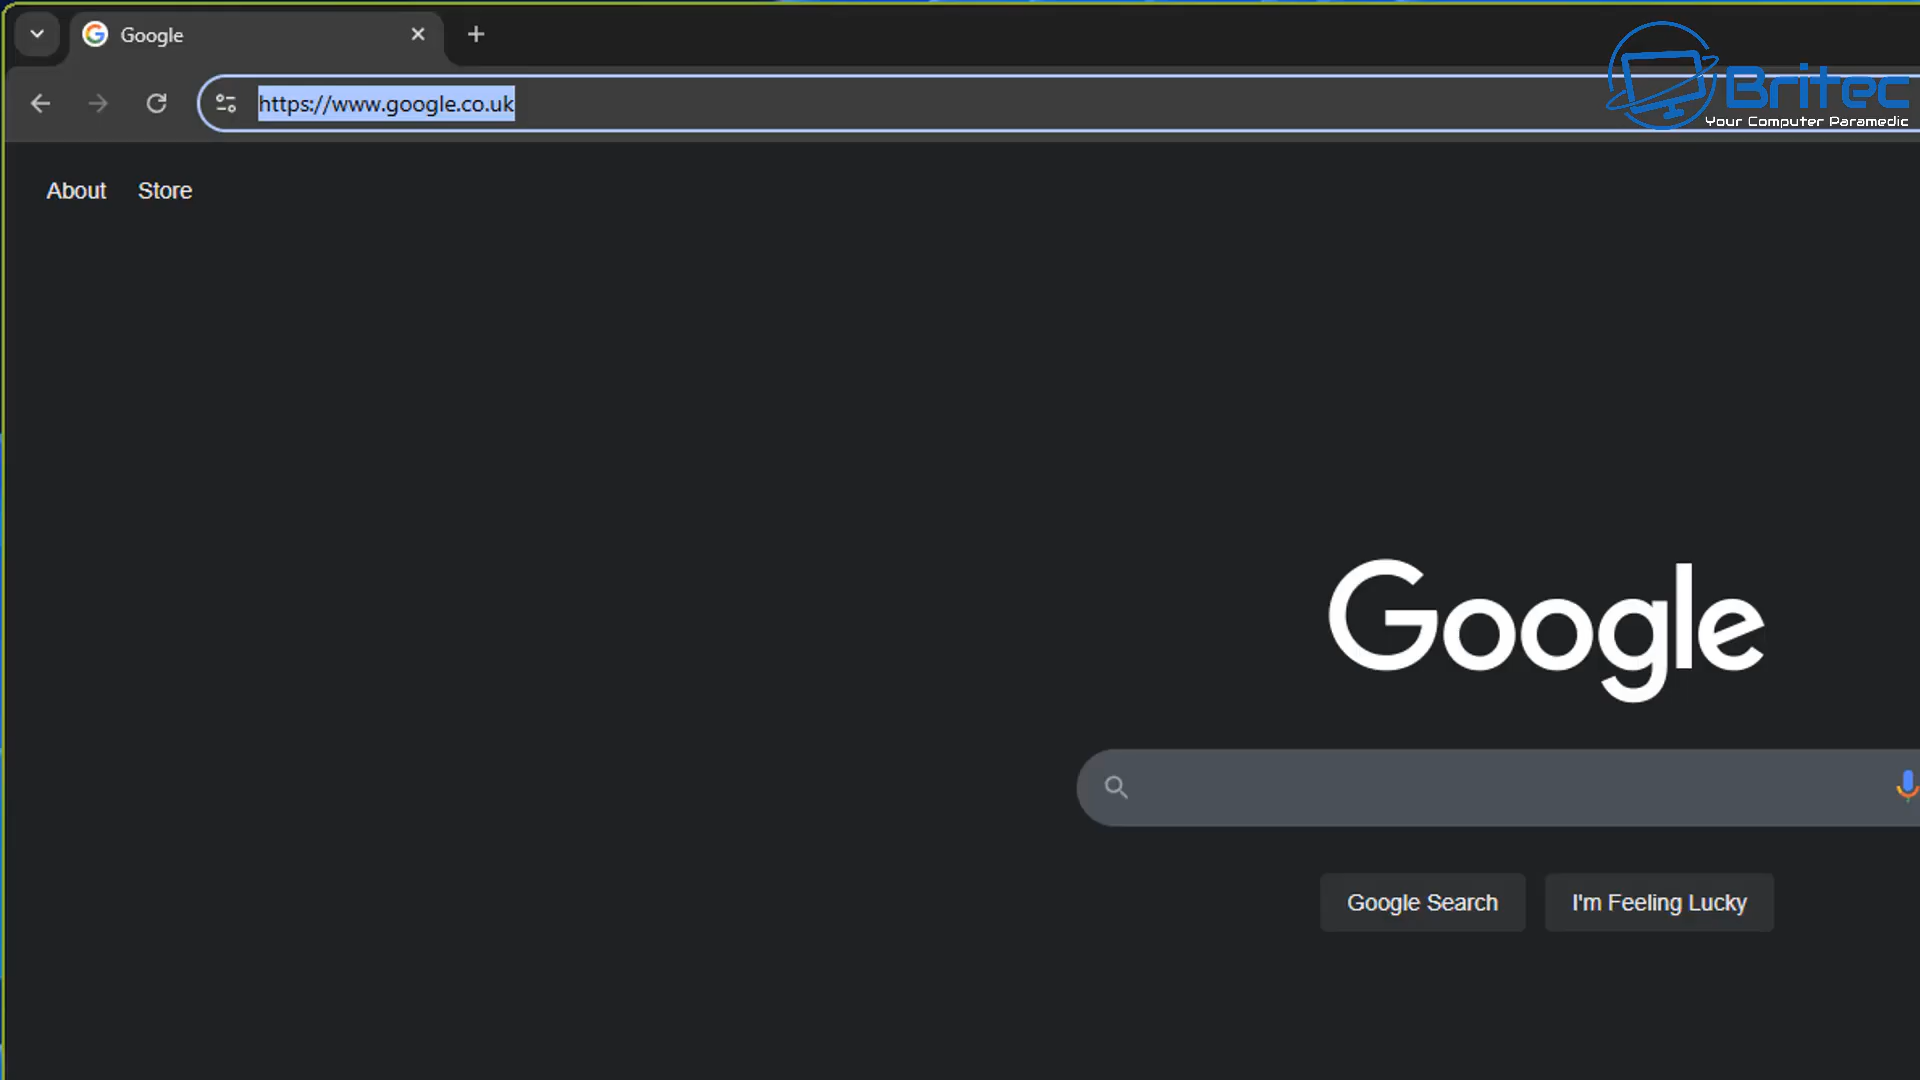 Google
https://www.google.co.uk
Britec
Your Computer Paramedic
About Store
Google
Google Search I'm Feeling Lucky